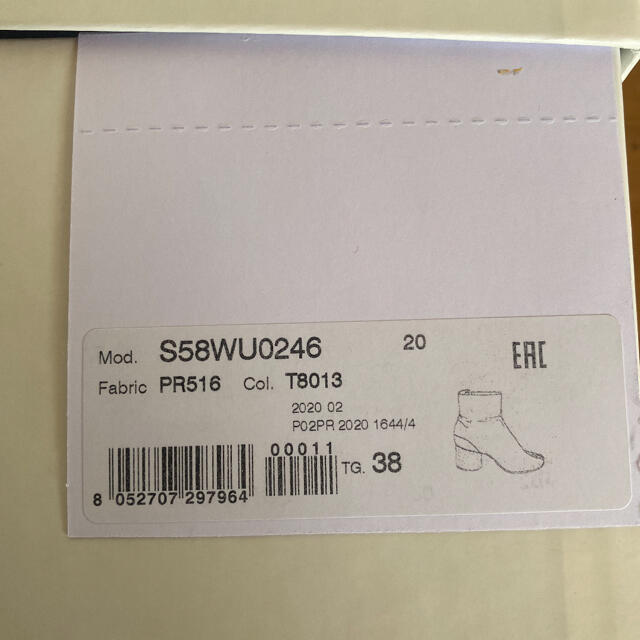 Mod. S58WU0246 20 EAC
Fabric PR516 Col. T8013
2020 02
P02PR 2020 1644/4
00011
TG. 38
8 052707 297964